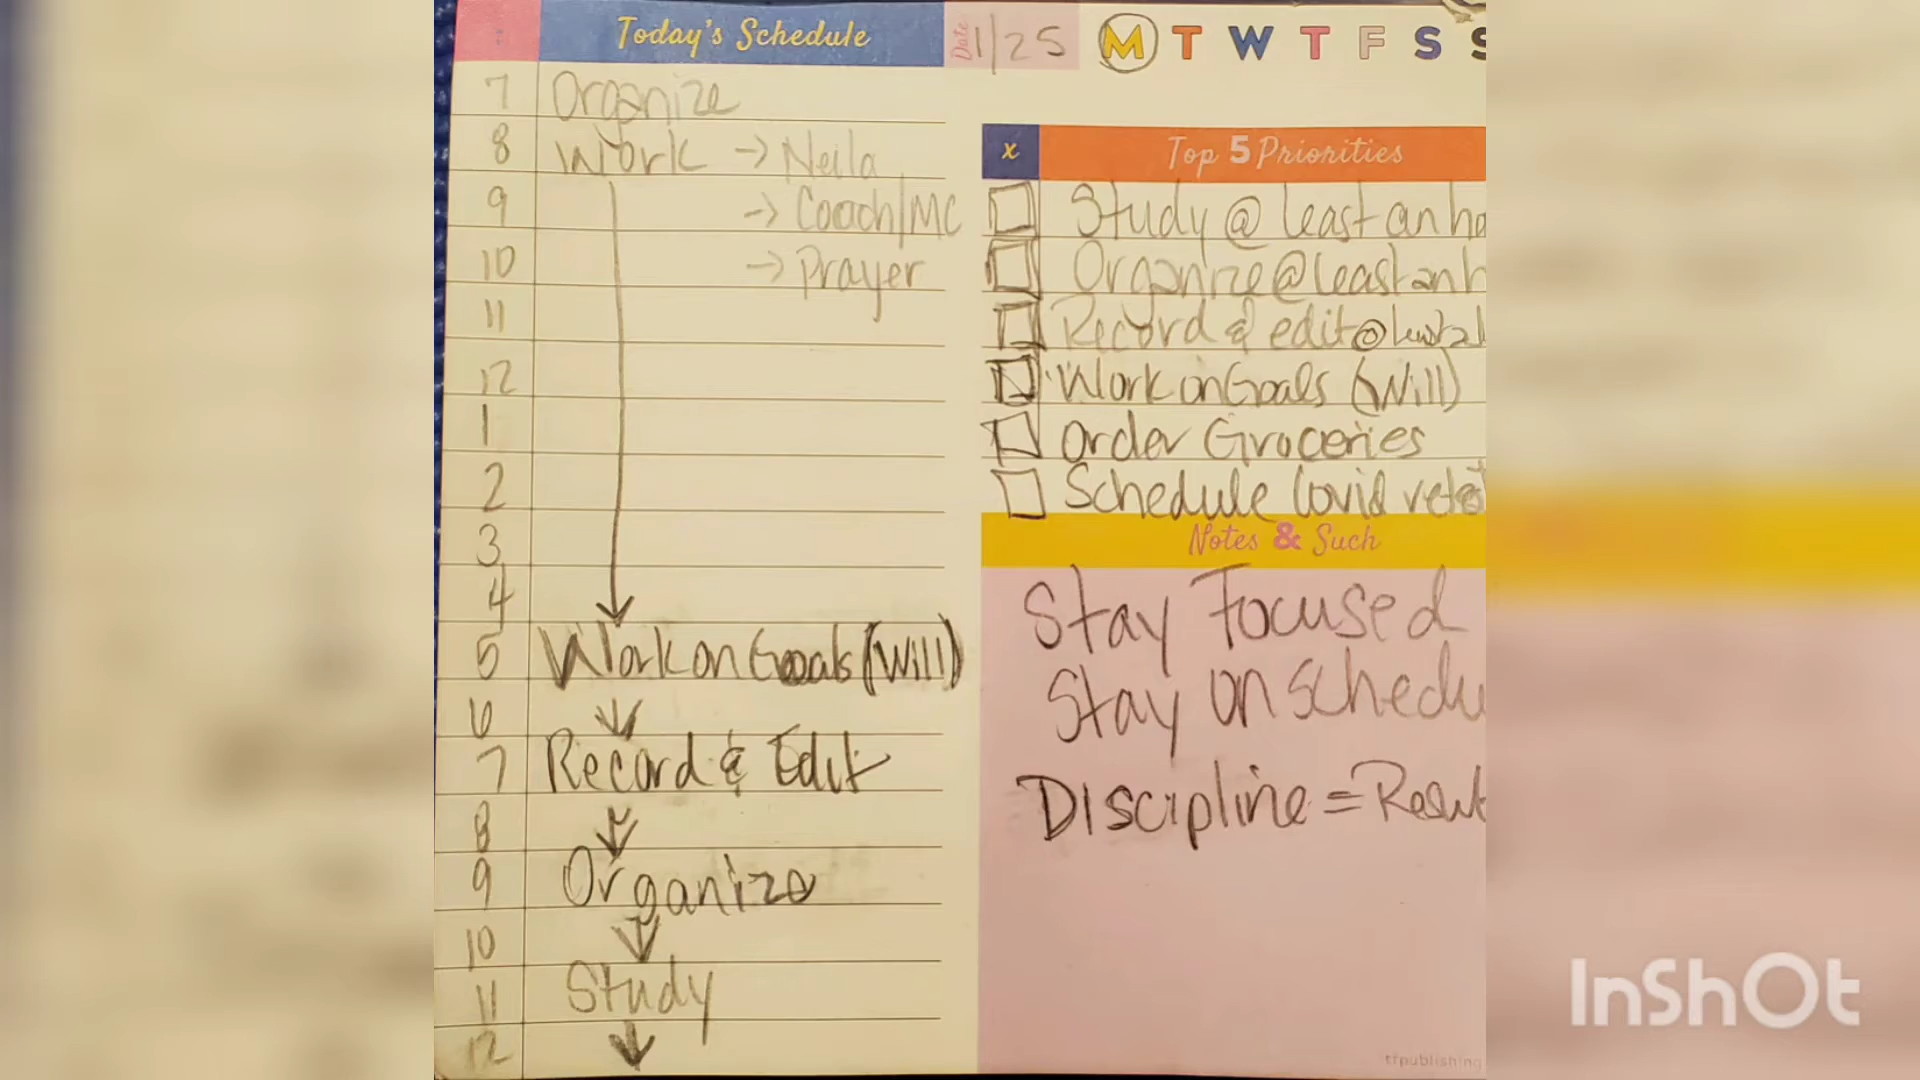 Today's Schedule
Date 1/25
M T W T F S S
7 Organize
8 Work → Neila
9 → Coach/MC
10 → Prayer
11
12
1
2
3
4
5 Work on Goals (Will)
6
7 Record & Edit
8
9 Organize
10
11 Study
12
x Top 5 Priorities
Study @ least an
Organize @ least an
Record & edit @ least
Work on Goals (Will)
Order Groceries
Schedule Covid
Notes & Such
Stay Focused
Stay on
Discipline =
tfpublishing
InShOt